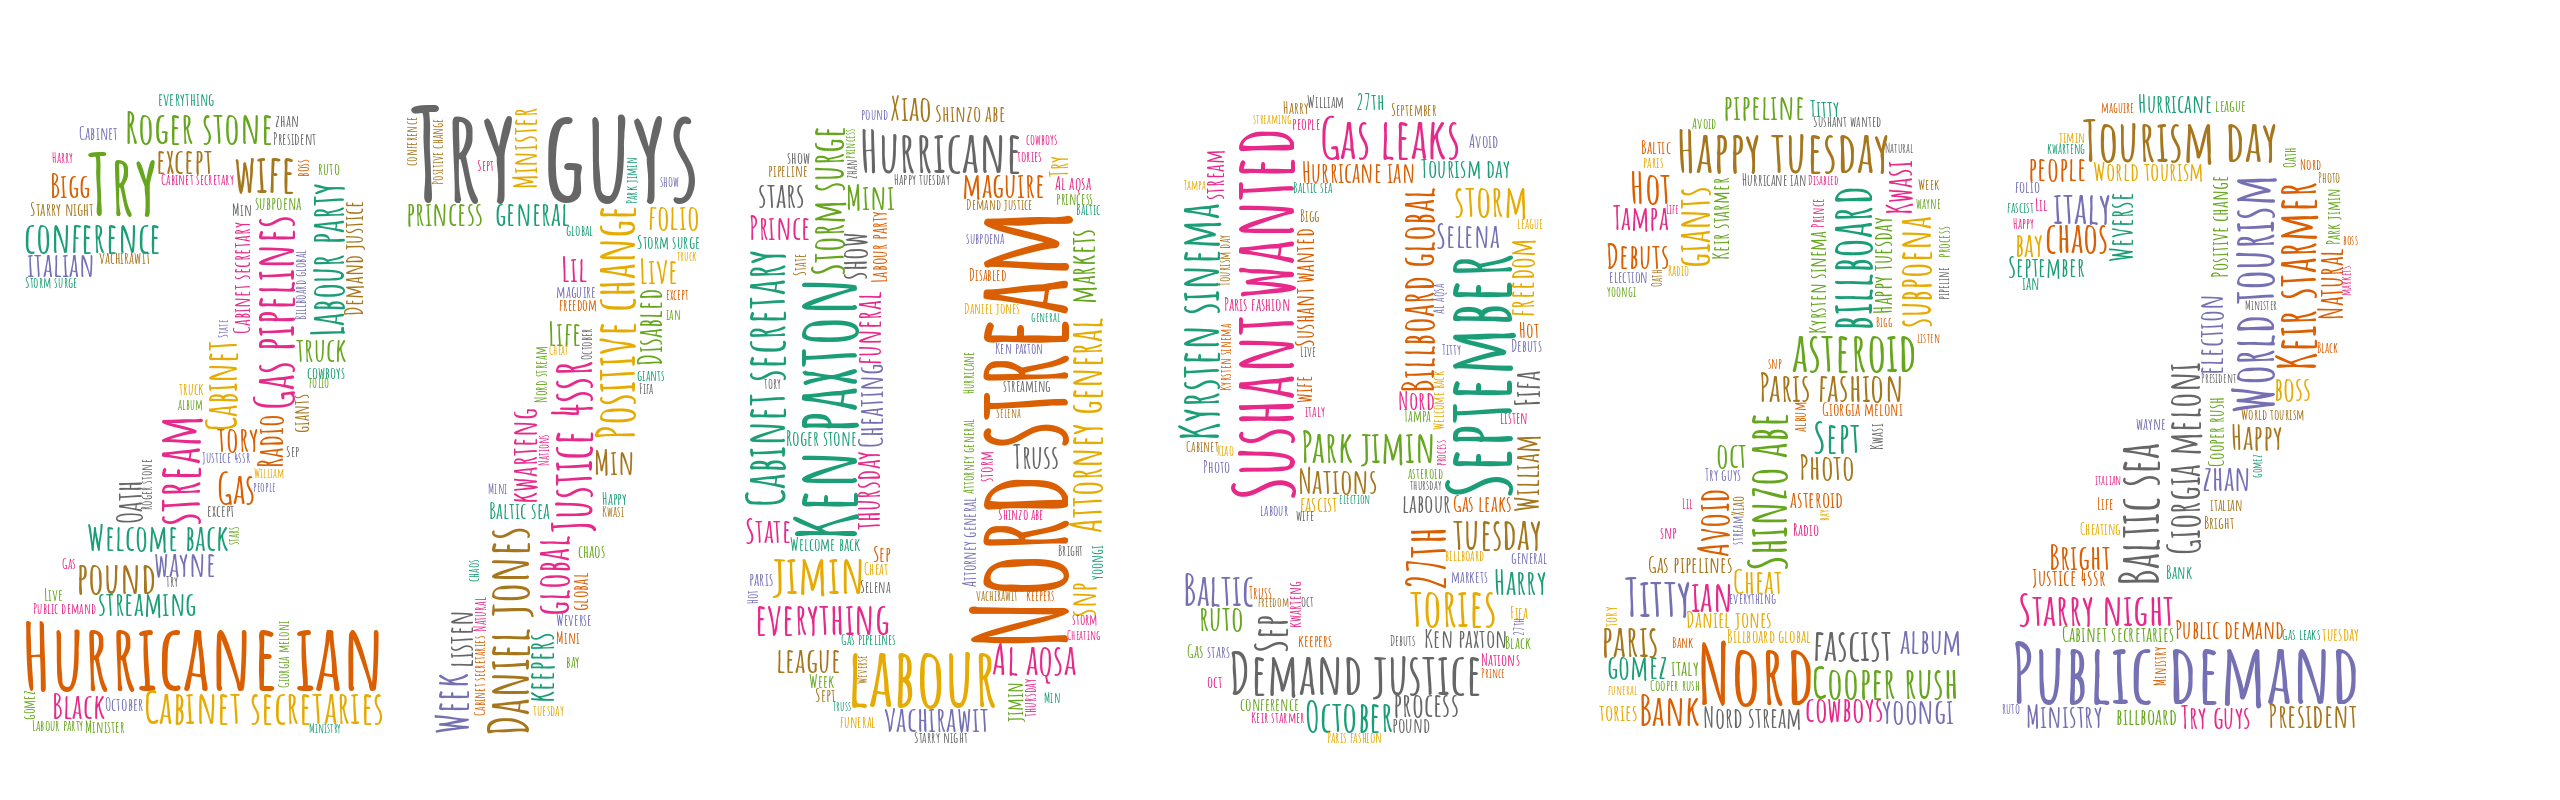 Everything
Roger stone
zhan
President
Cabinet
Harry
Try
except
wife
boss
ruto
Bigg
Cabinet secretary
Starry night
Min
subpoena
conference
Italian
vachirawit
Storm surge
Cabinet secretary
Gas pipelines
Billboard global
Labour party
Demand justice
State
Cabinet
truck
cowboys
folio
truck
album
Giants
Stream
Tory
Radio
Sep
Justice 4SSR
Oath
Roger stone
Gas
William
people
except
Welcome back
stars
Gas
Wayne
pound
Try
Live
Public demand
streaming
Hurricane ian
Giorgia meloni
Gomez
Black
October
Cabinet secretaries
Labour party
Minister
Ministry
Try guys
conference
Positive change
Sept
Minister
Park jimin
show
princess
general
global
folio
Storm surge
truck
Lil
Live
maguire
freedom
except
Ian
Positive change
Disabled
Life
cheat
October
Nord stream
giants
Fifa
kwarteng
Nations
Justice 4SSR
Min
Mini
Baltic sea
Happy
Kwasi
chaos
chaos
Global
global
Daniel Jones
Week listen
Natural
Cabinet secretaries
Weverse
Mini
keepers
bay
Tuesday
pound
Xiao
Shinzo abe
Hurricane
cowboys
Tories
show
pipeline
Storm surge
zhan
princess
Happy tuesday
maguire
Try
stars
Mini
Demand justice
Al aqsa
princess
Baltic
Prince
show
Labour party
subpoena
State
Disabled
markets
Cabinet secretary
Ken paxton
funeral
Daniel Jones
general
Ken paxton
Nord stream
Tory
Cheating
Hurricane
streaming
Selena
Attorney general
Roger stone
Truss
Storm
Thursday
Attorney general
Attorney general
Shinzo abe
State
Welcome back
Sep
Cheat
Bright
yoongi
paris
Hot
Jimin
Selena
vachirawit
keepers
SNP
Storm
Cheating
everything
Gas pipelines
league
Week
Sept
weverse
Labour
Al aqsa
Truss
funeral
vachirawit
Starry night
Jimin
Thursday
Min
Harry
William
27th
September
streaming
people
Gas leaks
Avoid
Stream
Hurricane ian
Tourism day
Tampa
Baltic sea
Storm
league
Kyrsten sinema
Sushant wanted
Bigg
Selena
Tourism day
Sushant wanted
Billboard global
Paris fashion
Al aqsa
September
freedom
Live
Hot
Debuts
Titty
Kyrsten sinema
wife
Welcome back
Fifa
Nord
Tampa
Italy
Listen
Park jimin
process
Cabinet
Xiao
Photo
Nations
asteroid
Thursday
William
fascist
election
Labour
Gas leaks
Labour
wife
27th
Tuesday
billboard
general
Baltic
Truss
freedom
kwarteng
oct
markets
Harry
ruto
Tories
Fifa
27th
Sep
keepers
Debuts
Ken paxton
Black
Gas
stars
Demand justice
Nations
Prince
oct
conference
Keir starmer
October
process
pound
Paris fashion
pipeline
Titty
Avoid
Sushant wanted
Baltic
paris
Happy tuesday
Natural
Hurricane ian
Disabled
Kwasi
Hot
Life
Giants
Keir starmer
Week
wayne
Tampa
Debuts
Kyrsten sinema
prince
Billboard
Happy tuesday
Subpoena
process
pipeline
election
Oath
Radio
yoongi
Bigg
Listen
asteroid
SNP
Paris fashion
album
Giorgia meloni
Sept
Kwasi
oct
Try guys
Shinzo abe
Photo
Avoid
Lil
stream
Xiao
asteroid
bay
SNP
Radio
Gas pipelines
Titty
Ian
Cheat
everything
Tory
Daniel Jones
Paris
Bank
Billboard global
fascist
album
Gomez
Italy
Cooper rush
Nord
Cooper rush
funeral
Tories
Bank
Nord stream
cowboys
yoongi
maguire
Hurricane
league
Timin
kwarteng
Tourism day
Oath
Nord
Photo
people
World tourism
folio
fascist
Lil
Happy
Italy
Weverse
Positive change
World tourism
Park jimin
bay
chaos
boss
September
Ian
Minister
Keir starmer
Natural
markets
election
Black
President
boss
Giorgia meloni
Cooper rush
World tourism
Wayne
Happy
Baltic sea
Gomez
Italian
zhan
Life
Italian
Cheating
Bright
Bright
Justice 4SSR
Bank
Starry night
Cabinet secretaries
Public demand
Gas leaks
Tuesday
Public demand
Ministry
ruto
Ministry
billboard
Try guys
President